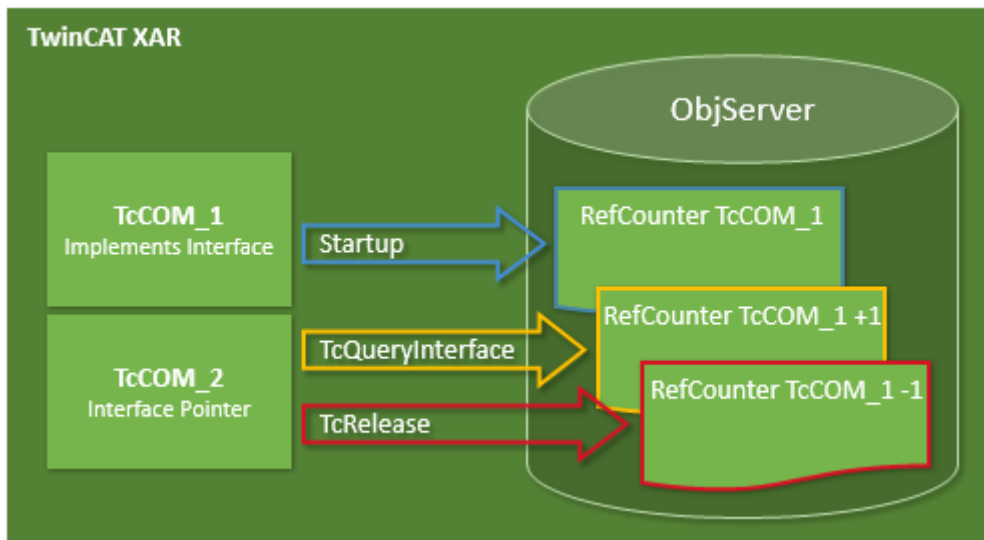 TwinCAT XAR
ObjServer
TcCOM_1
Implements Interface
Startup
RefCounter TcCOM_1
TcQueryInterface
RefCounter TcCOM_1 +1
TcCOM_2
Interface Pointer
TcRelease
RefCounter TcCOM_1 -1